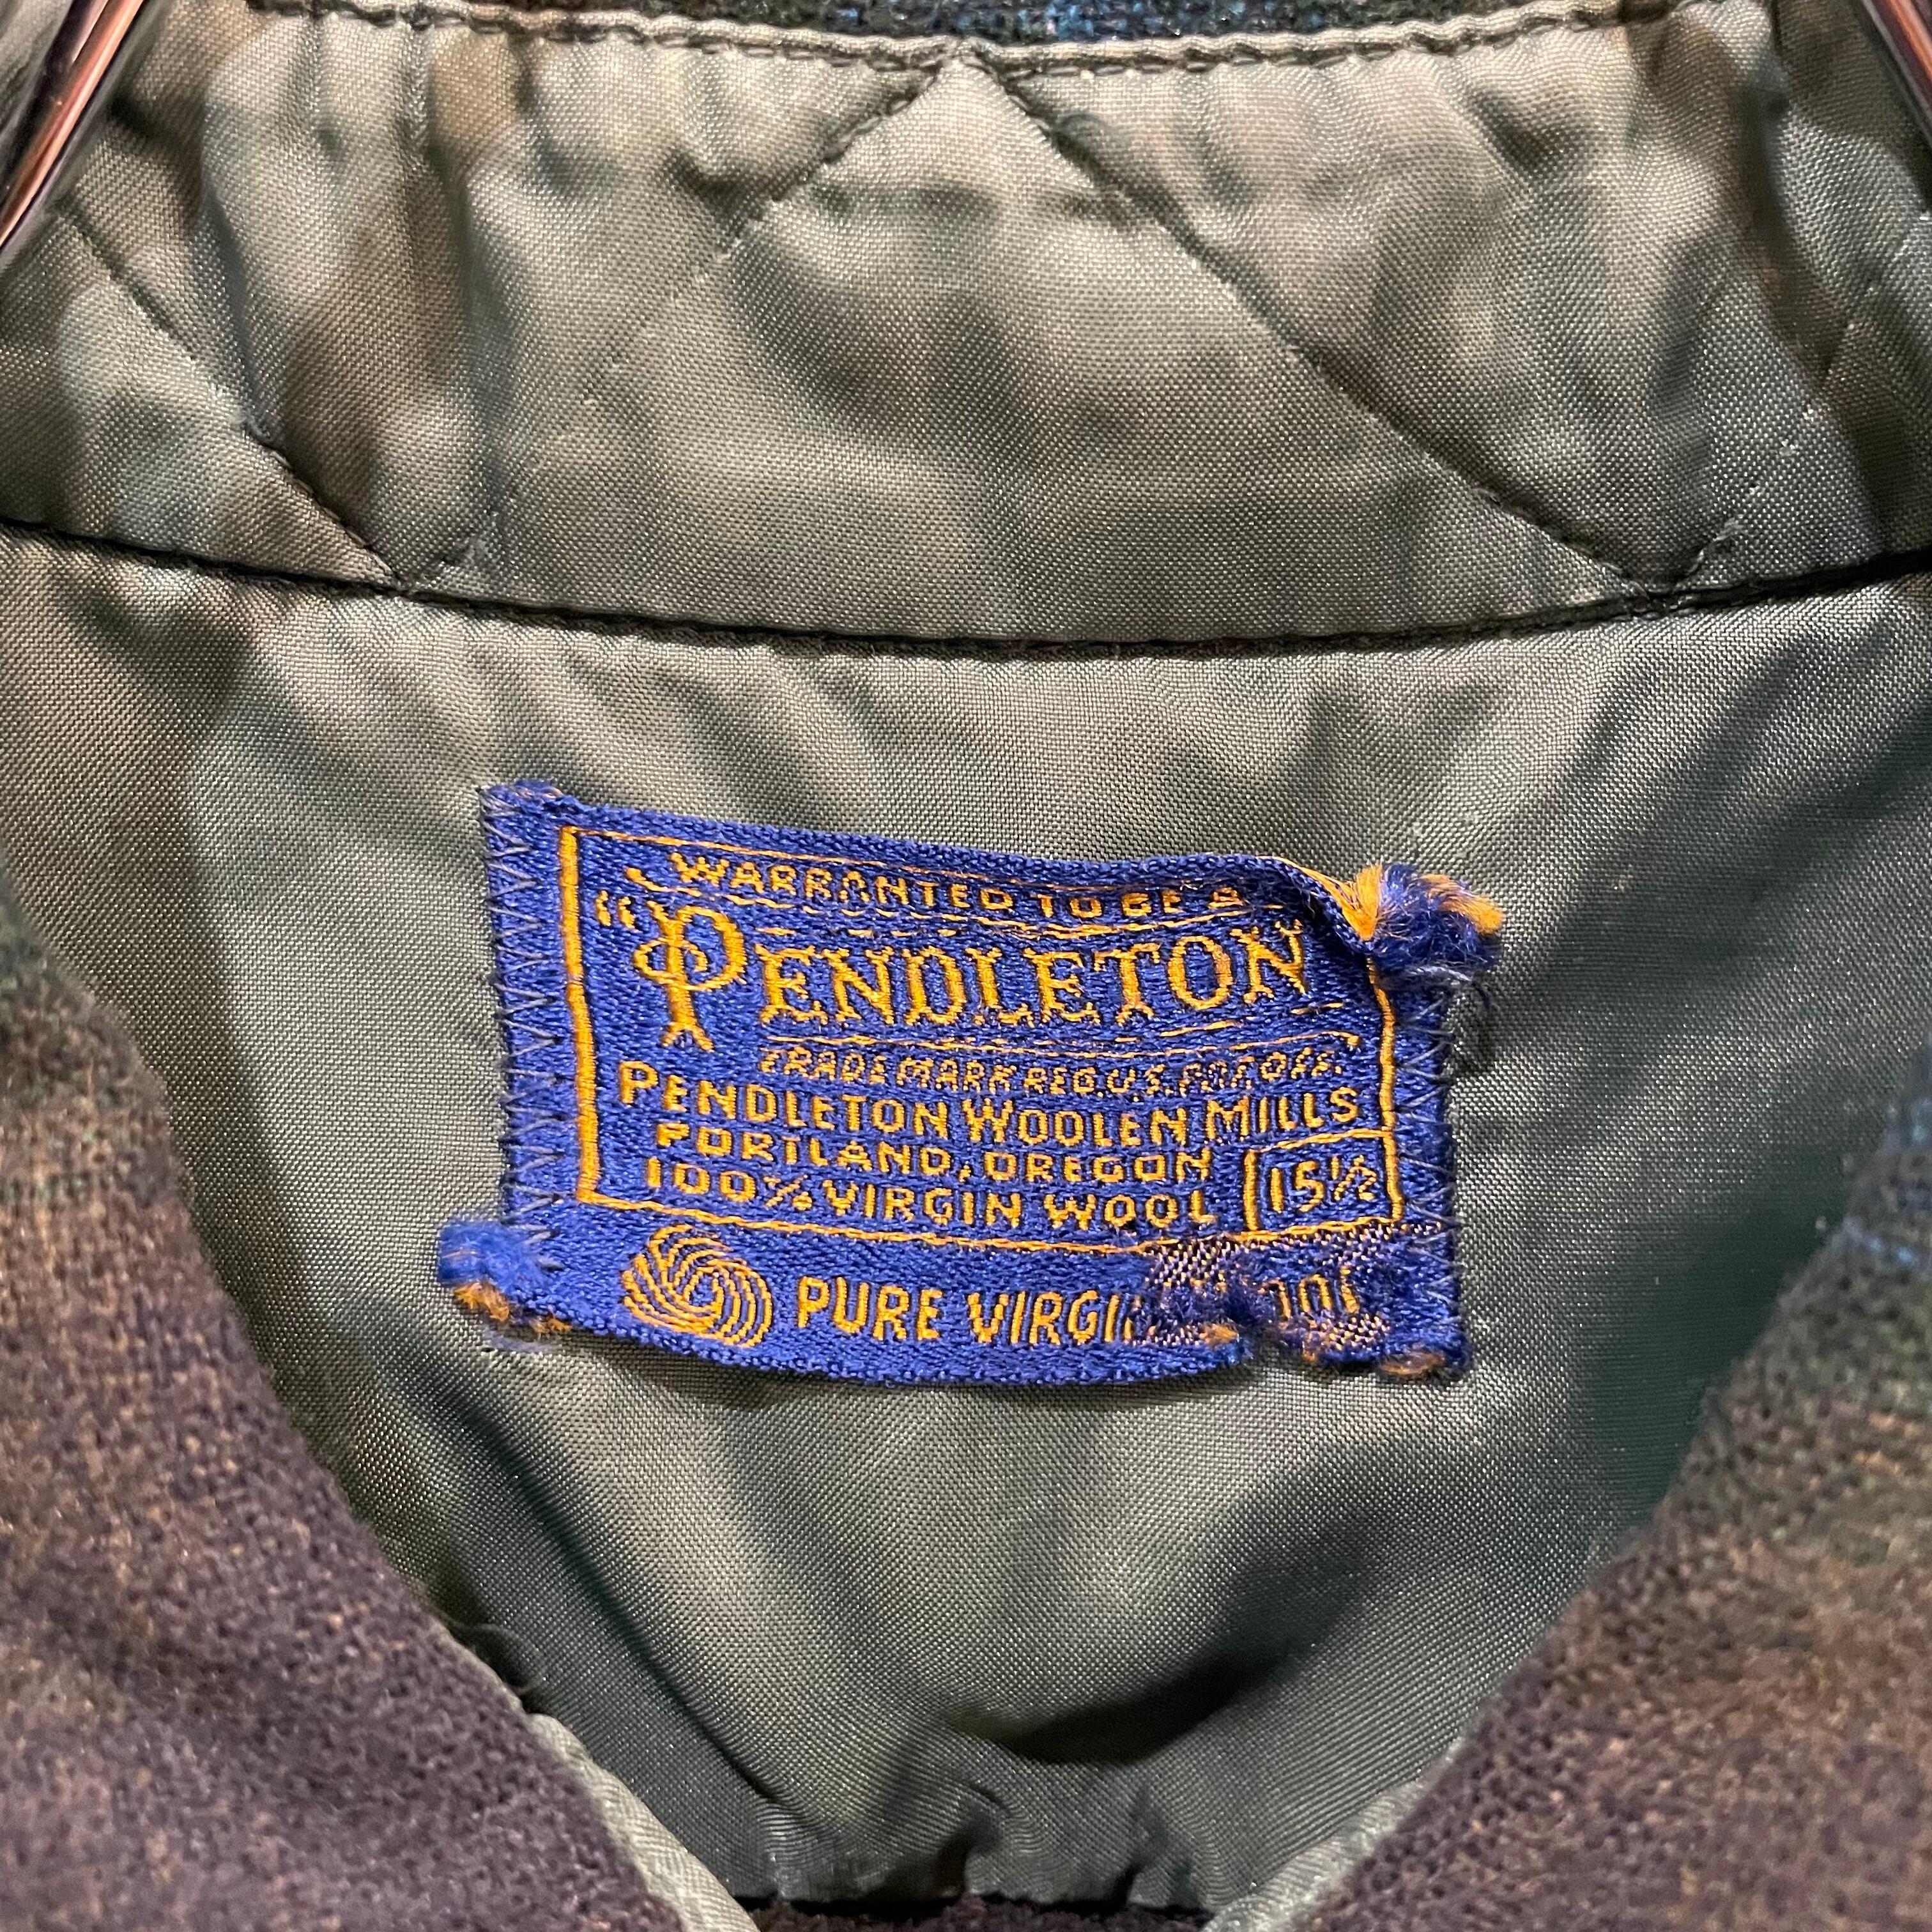 WARRANTED TO BE A
"PENDLETON"
TRADE MARK REG. U.S. PAT. OFF.
PENDLETON WOOLEN MILLS
PORTLAND, OREGON
100% VIRGIN WOOL 15½
PURE VIRGIN